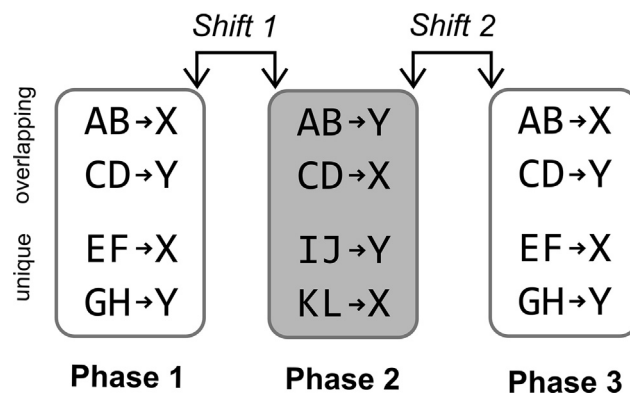 Shift 1
Shift 2
overlapping
unique
AB→X
CD→Y
EF→X
GH→Y
AB→Y
CD→X
IJ→Y
KL→X
AB→X
CD→Y
EF→X
GH→Y
Phase 1
Phase 2
Phase 3